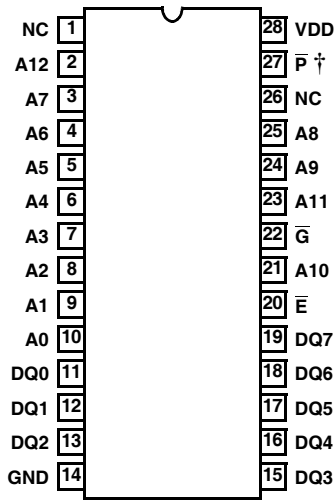 NC 1 28 VDD
A12 2 27 P̅ †
A7 3 26 NC
A6 4 25 A8
A5 5 24 A9
A4 6 23 A11
A3 7 22 G̅
A2 8 21 A10
A1 9 20 E̅
A0 10 19 DQ7
DQ0 11 18 DQ6
DQ1 12 17 DQ5
DQ2 13 16 DQ4
GND 14 15 DQ3